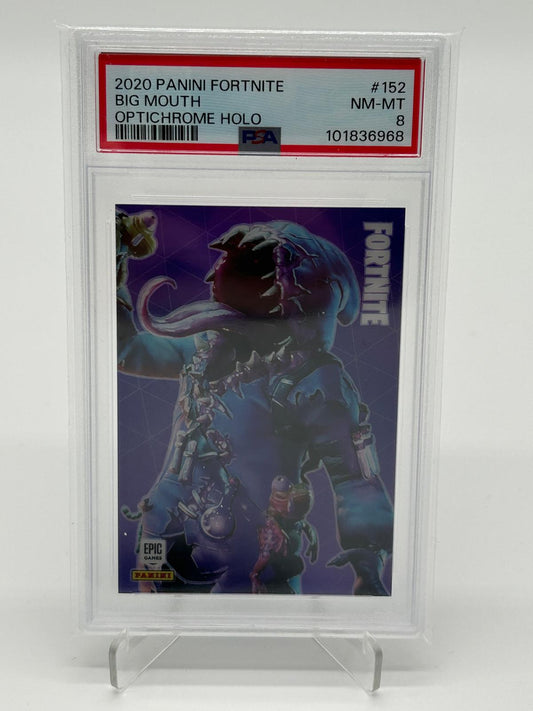 2020 PANINI FORTNITE #152
BIG MOUTH NM-MT
OPTICHROME HOLO 8
PSA 101836968
FORTNITE
EPIC
GAMES
PANINI